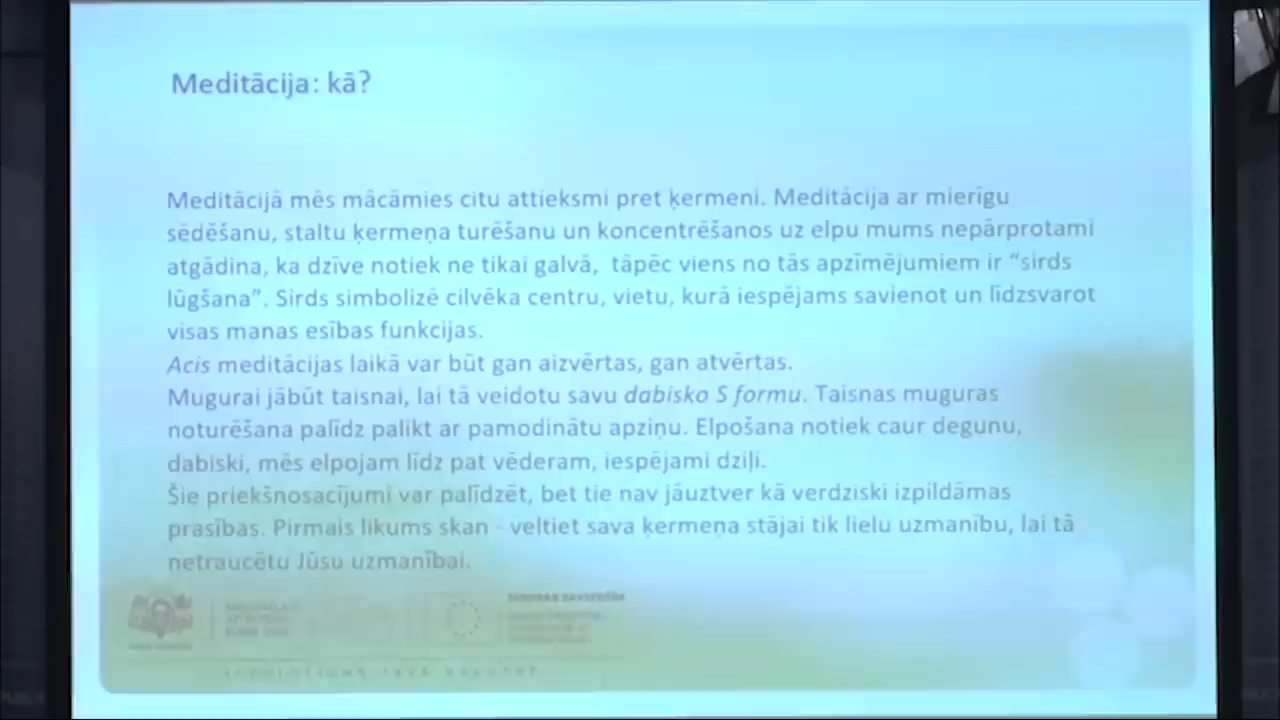 Meditācija: kā?
Meditācijā mēs mācāmies citu attieksmi pret ķermeni. Meditācija ar mierīgu
sēdēšanu, staltu ķermeņa turēšanu un koncentrēšanos uz elpu mums nepārprotami
atgādina, ka dzīve notiek ne tikai galvā, tāpēc viens no tās apzīmējumiem ir “sirds
lūgšana”. Sirds simbolizē cilvēka centru, vietu, kurā iespējams savienot un līdzsvarot
visas manas esības funkcijas.
Acis meditācijas laikā var būt gan aizvērtas, gan atvērtas.
Mugurai jābūt taisnai, lai tā veidotu savu dabisko S formu. Taisnas muguras
noturēšana palīdz palikt ar pamodinātu apziņu. Elpošana notiek caur degunu,
dabiski, mēs elpojam līdz pat vēderam, iespējami dziļi.
Šie priekšnosacījumi var palīdzēt, bet tie nav jāuztver kā verdziski izpildāmas
prasības. Pirmais likums skan - veltiet sava ķermeņa stājai tik lielu uzmanību, lai tā
netraucētu Jūsu uzmanībai.